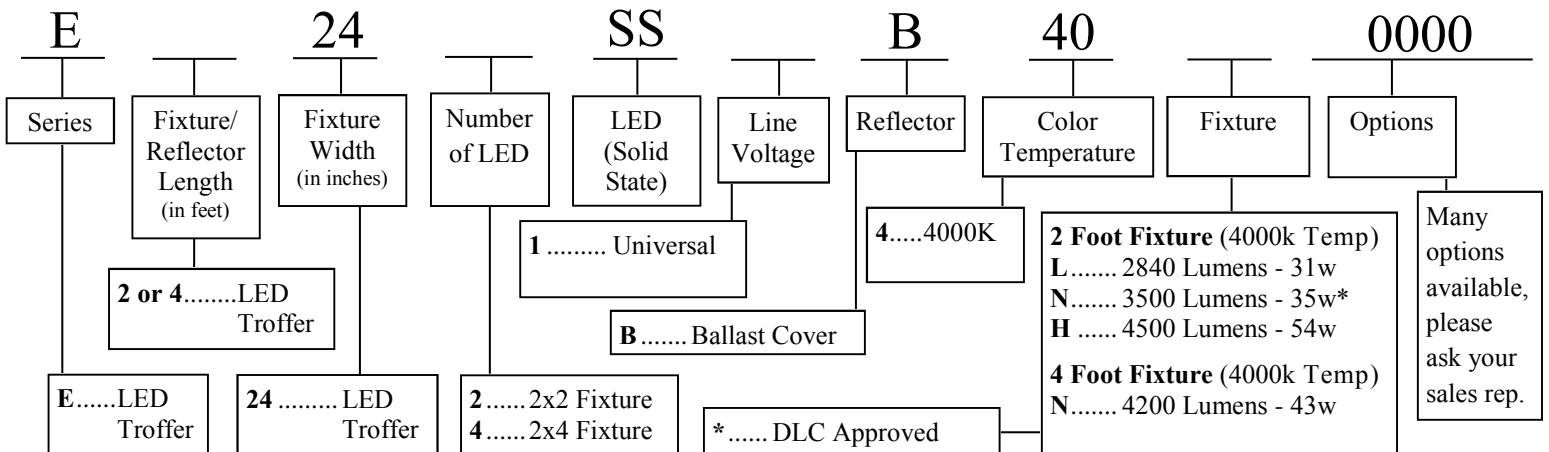 E 24 SS B 40 0000
Series
Fixture/
Reflector
Length
(in feet)
Fixture
Width
(in inches)
Number
of LED
LED
(Solid
State)
Line
Voltage
Reflector
Color
Temperature
Fixture
Options
1 ......... Universal
4.....4000K
2 or 4........LED
Troffer
B ....... Ballast Cover
E......LED
Troffer
24 ......... LED
Troffer
2 ......2x2 Fixture
4 ......2x4 Fixture
*...... DLC Approved
2 Foot Fixture (4000k Temp)
L....... 2840 Lumens - 31w
N....... 3500 Lumens - 35w*
H ...... 4500 Lumens - 54w
4 Foot Fixture (4000k Temp)
N....... 4200 Lumens - 43w
Many
options
available,
please
ask your
sales rep.